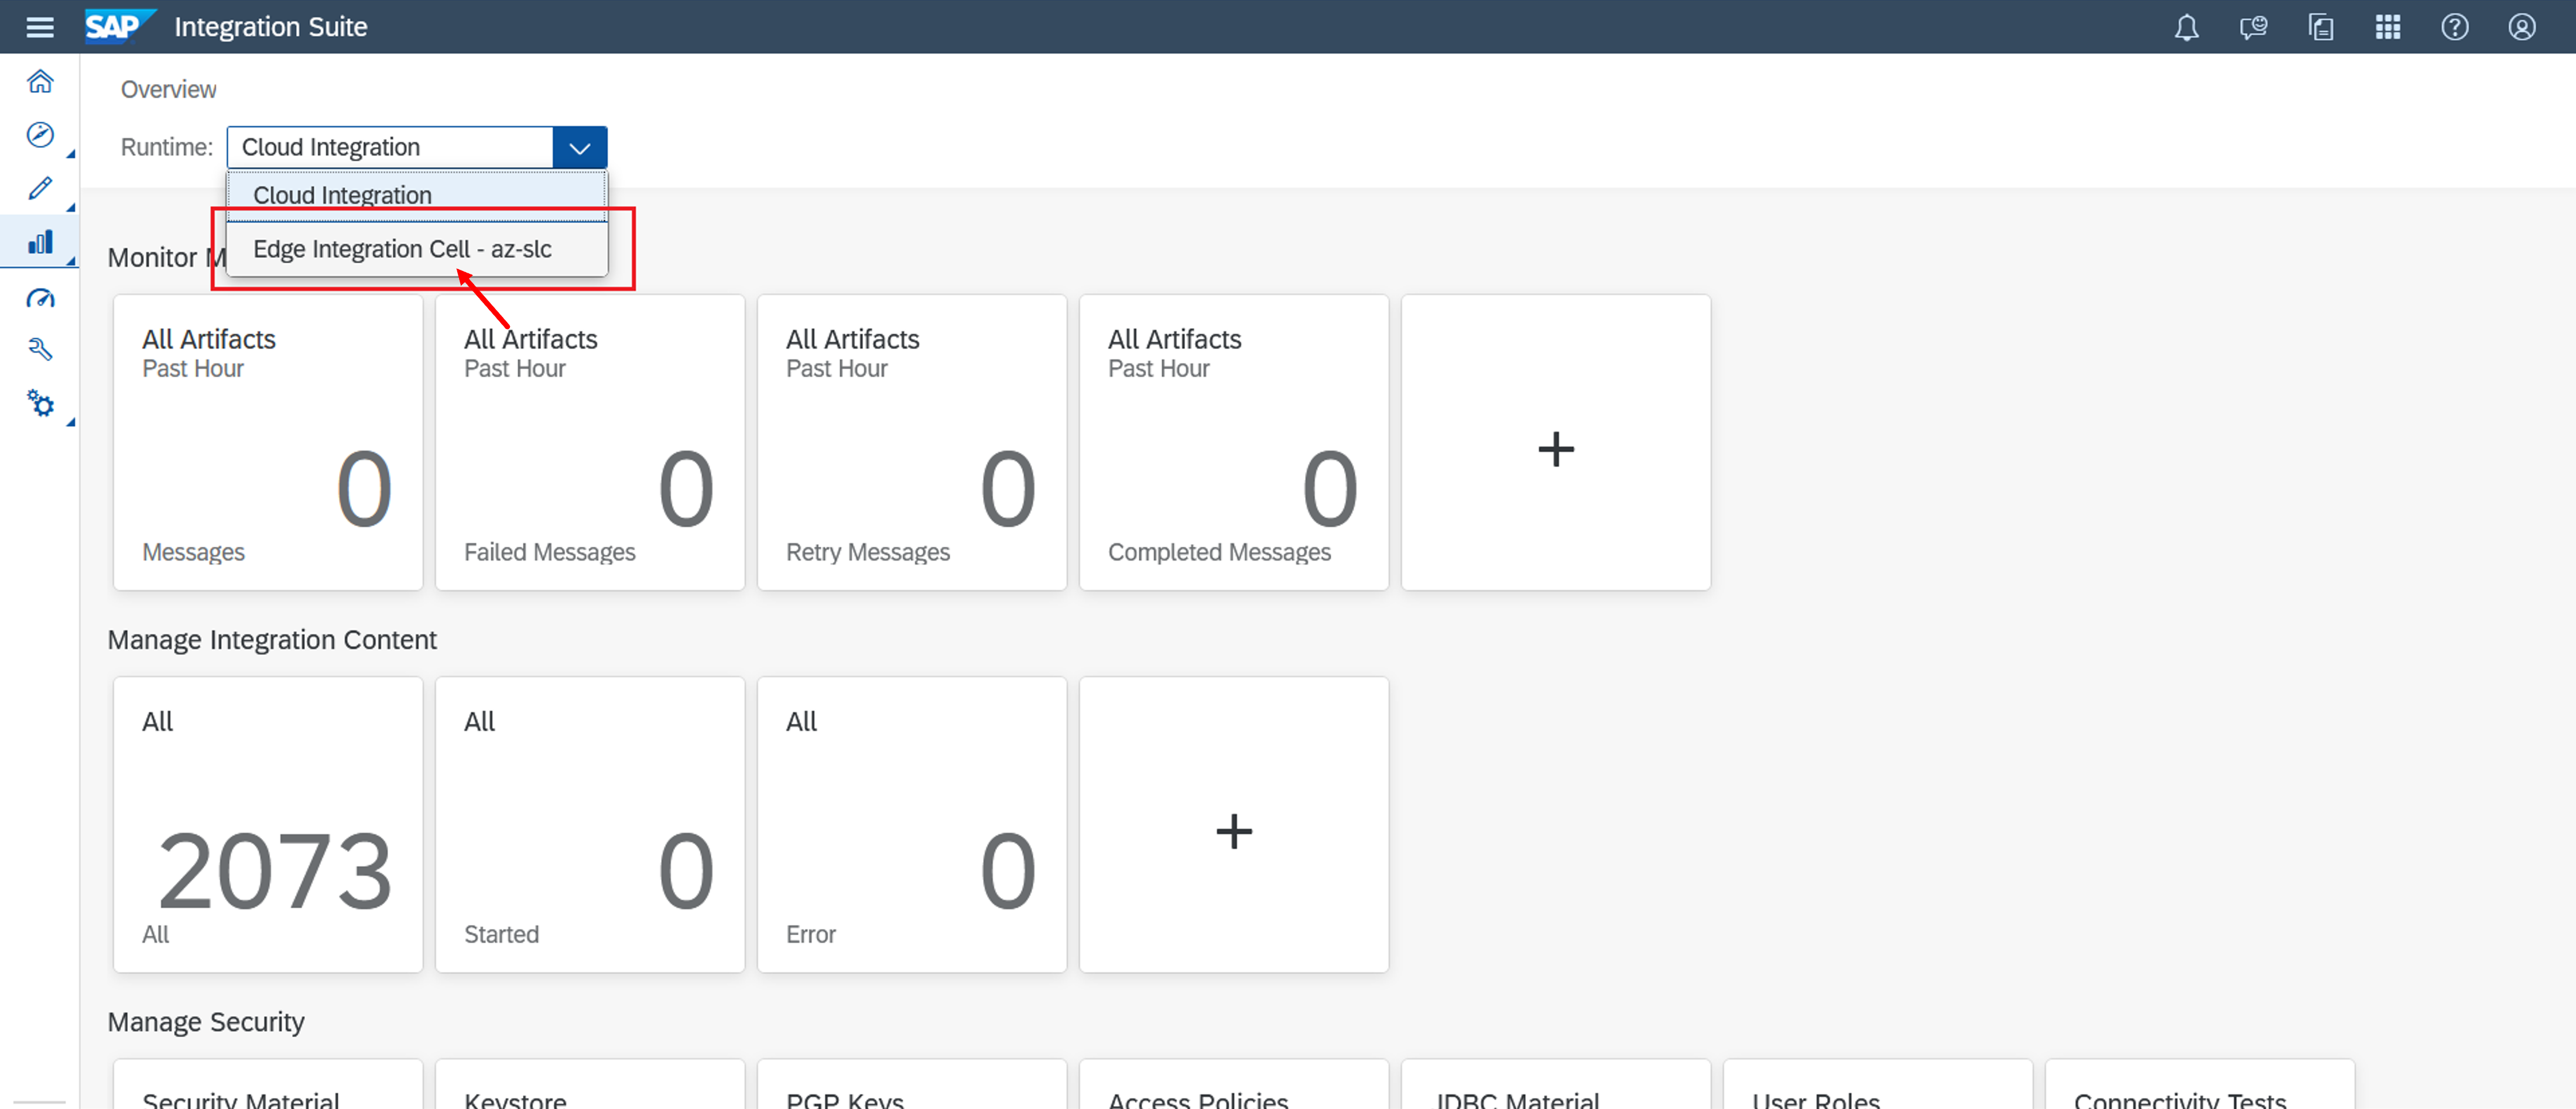 SAP Integration Suite
Overview
Runtime: Cloud Integration
Cloud Integration
Edge Integration Cell - az-slc
Monitor M
All Artifacts
Past Hour
0
Messages
All Artifacts
Past Hour
0
Failed Messages
All Artifacts
Past Hour
0
Retry Messages
All Artifacts
Past Hour
0
Completed Messages
+
Manage Integration Content
All
2073
All
All
0
Started
All
0
Error
+
Manage Security
Security Material
Keystore
PGP Keys
Access Policies
JDBC Material
User Roles
Connectivity Tests